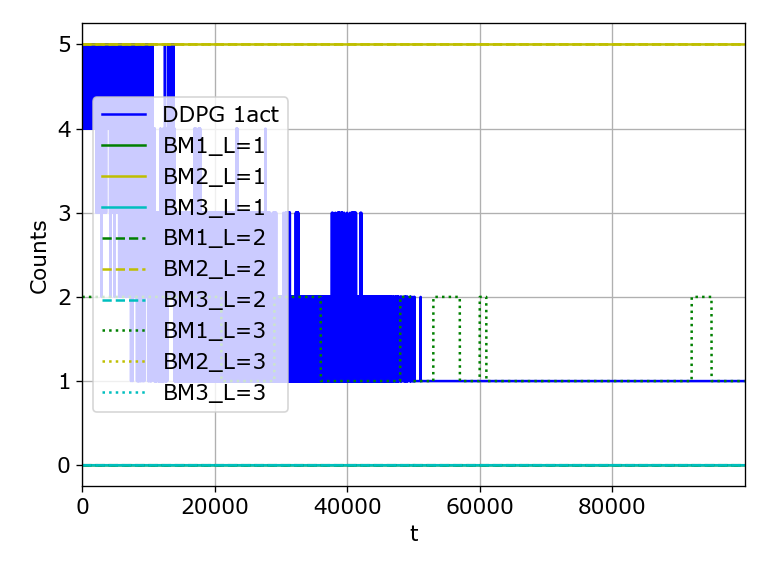 5
4
3
2
1
0
Counts
DDPG 1act
BM1_L=1
BM2_L=1
BM3_L=1
BM1_L=2
BM2_L=2
BM3_L=2
BM1_L=3
BM2_L=3
BM3_L=3
0 20000 40000 60000 80000
t